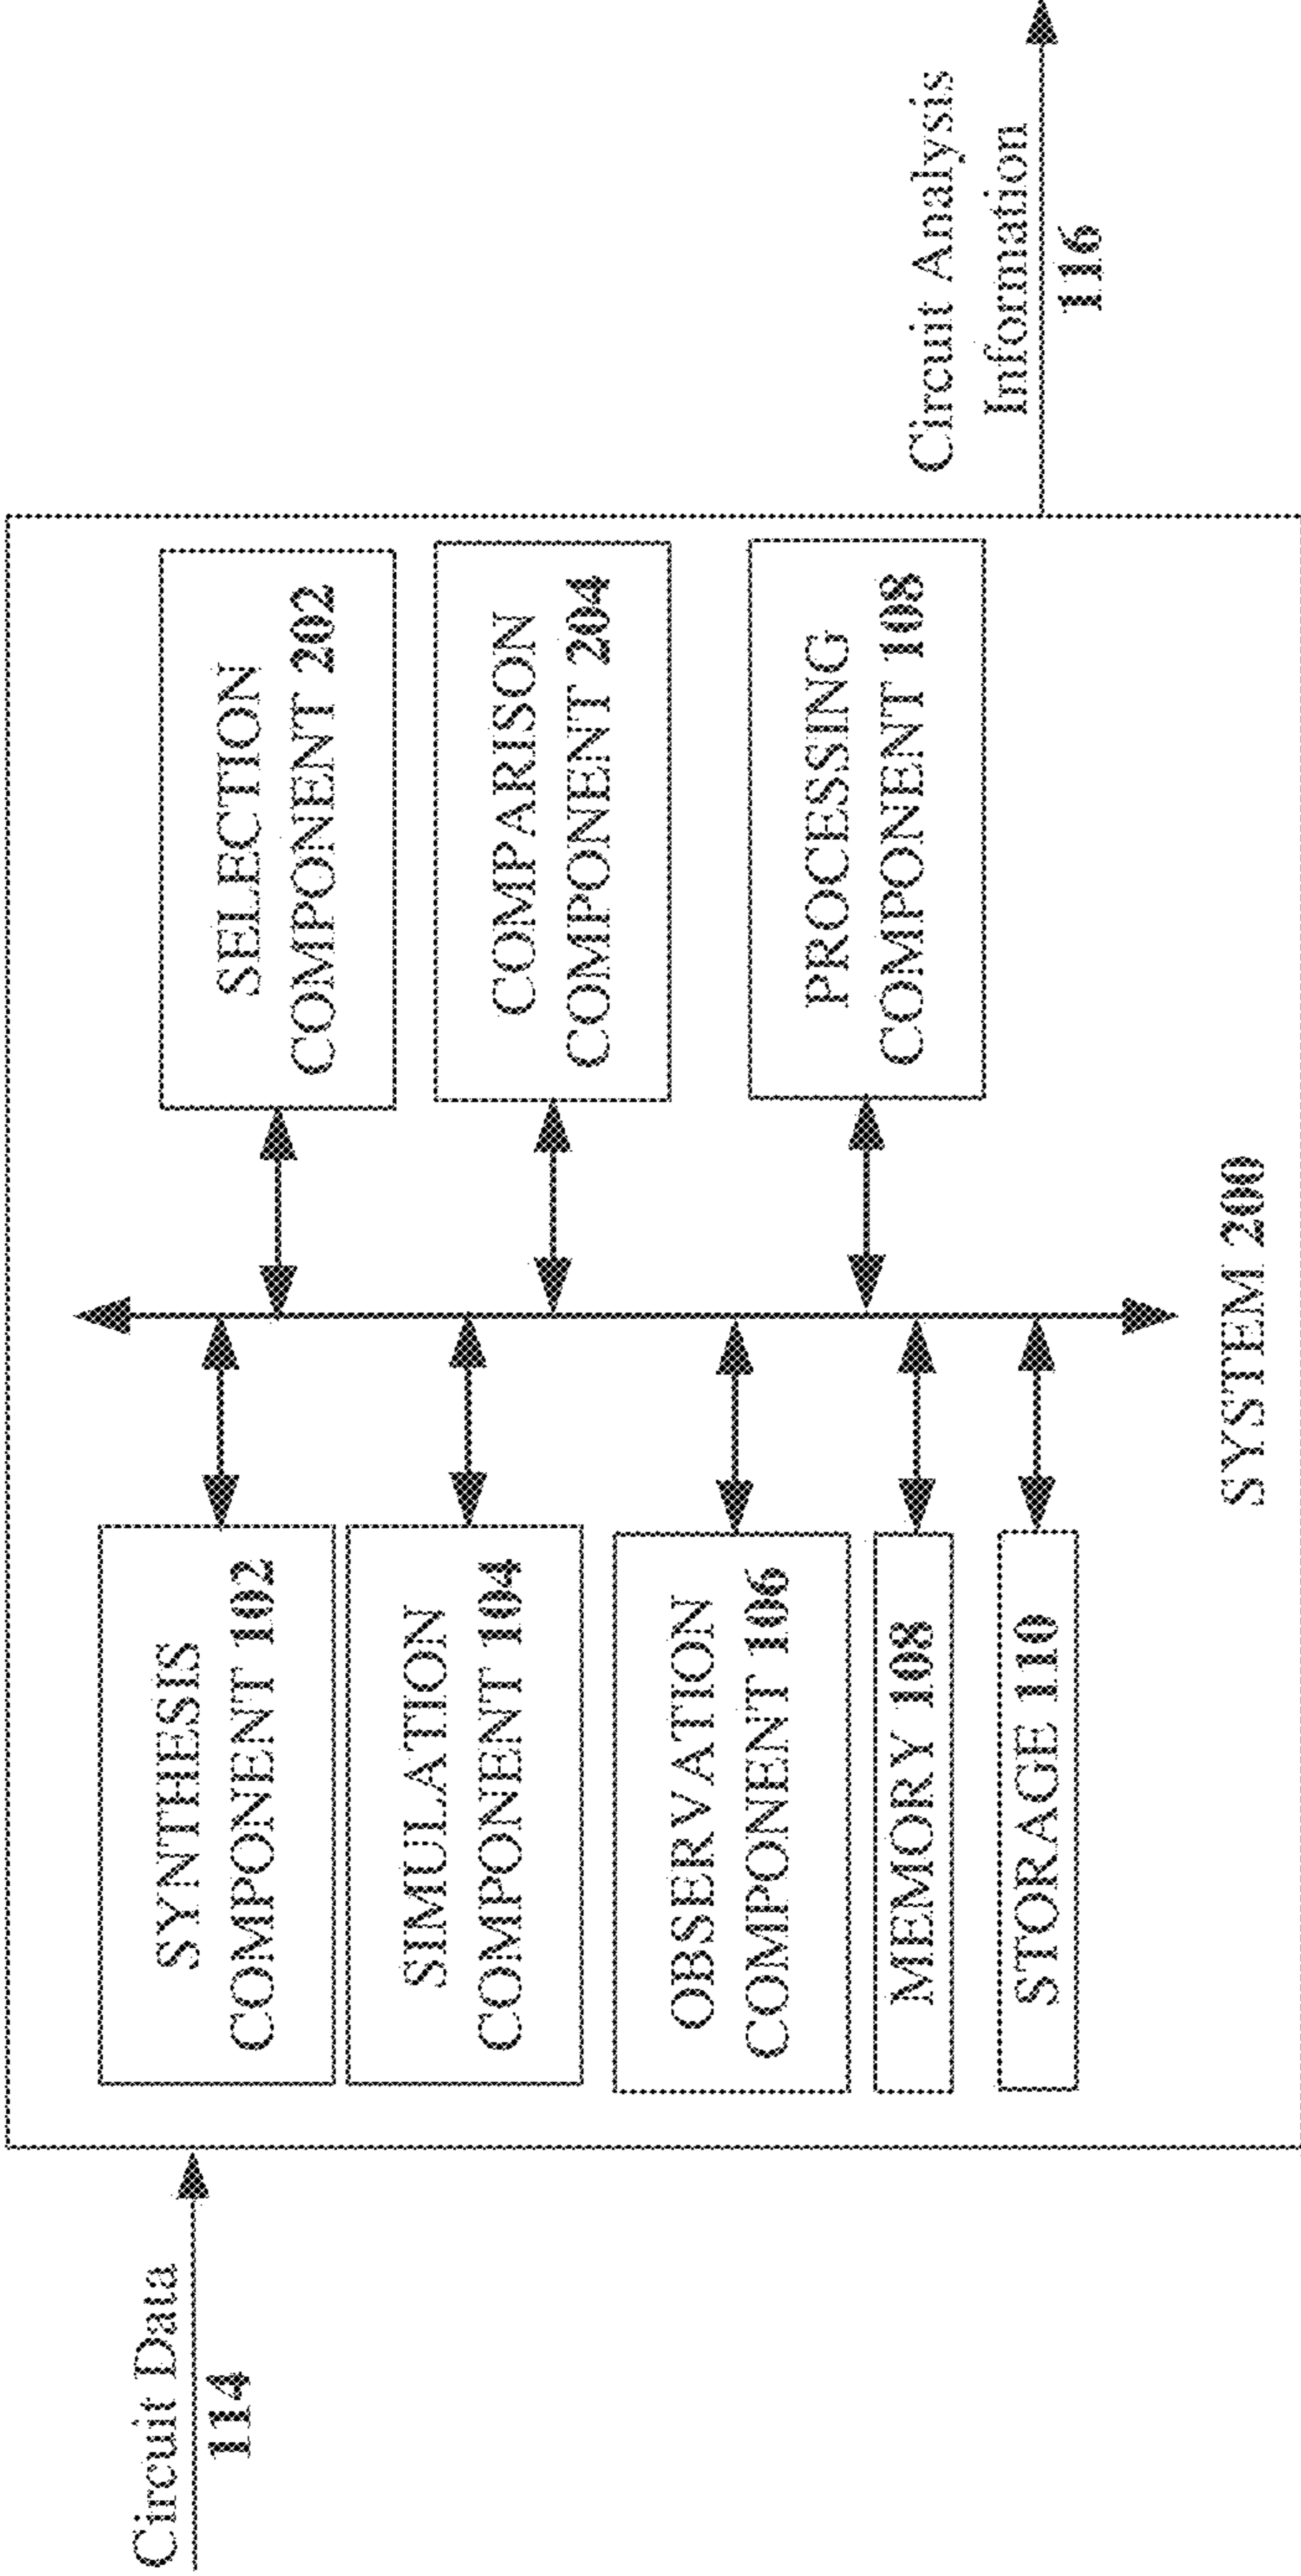 Circuit Data
114
SYNTHESIS
COMPONENT 102
SIMULATION
COMPONENT 104
OBSERVATION
COMPONENT 106
MEMORY 108
STORAGE 110
SELECTION
COMPONENT 202
COMPARISON
COMPONENT 204
PROCESSING
COMPONENT 108
SYSTEM 200
Circuit Analysis
Information
116